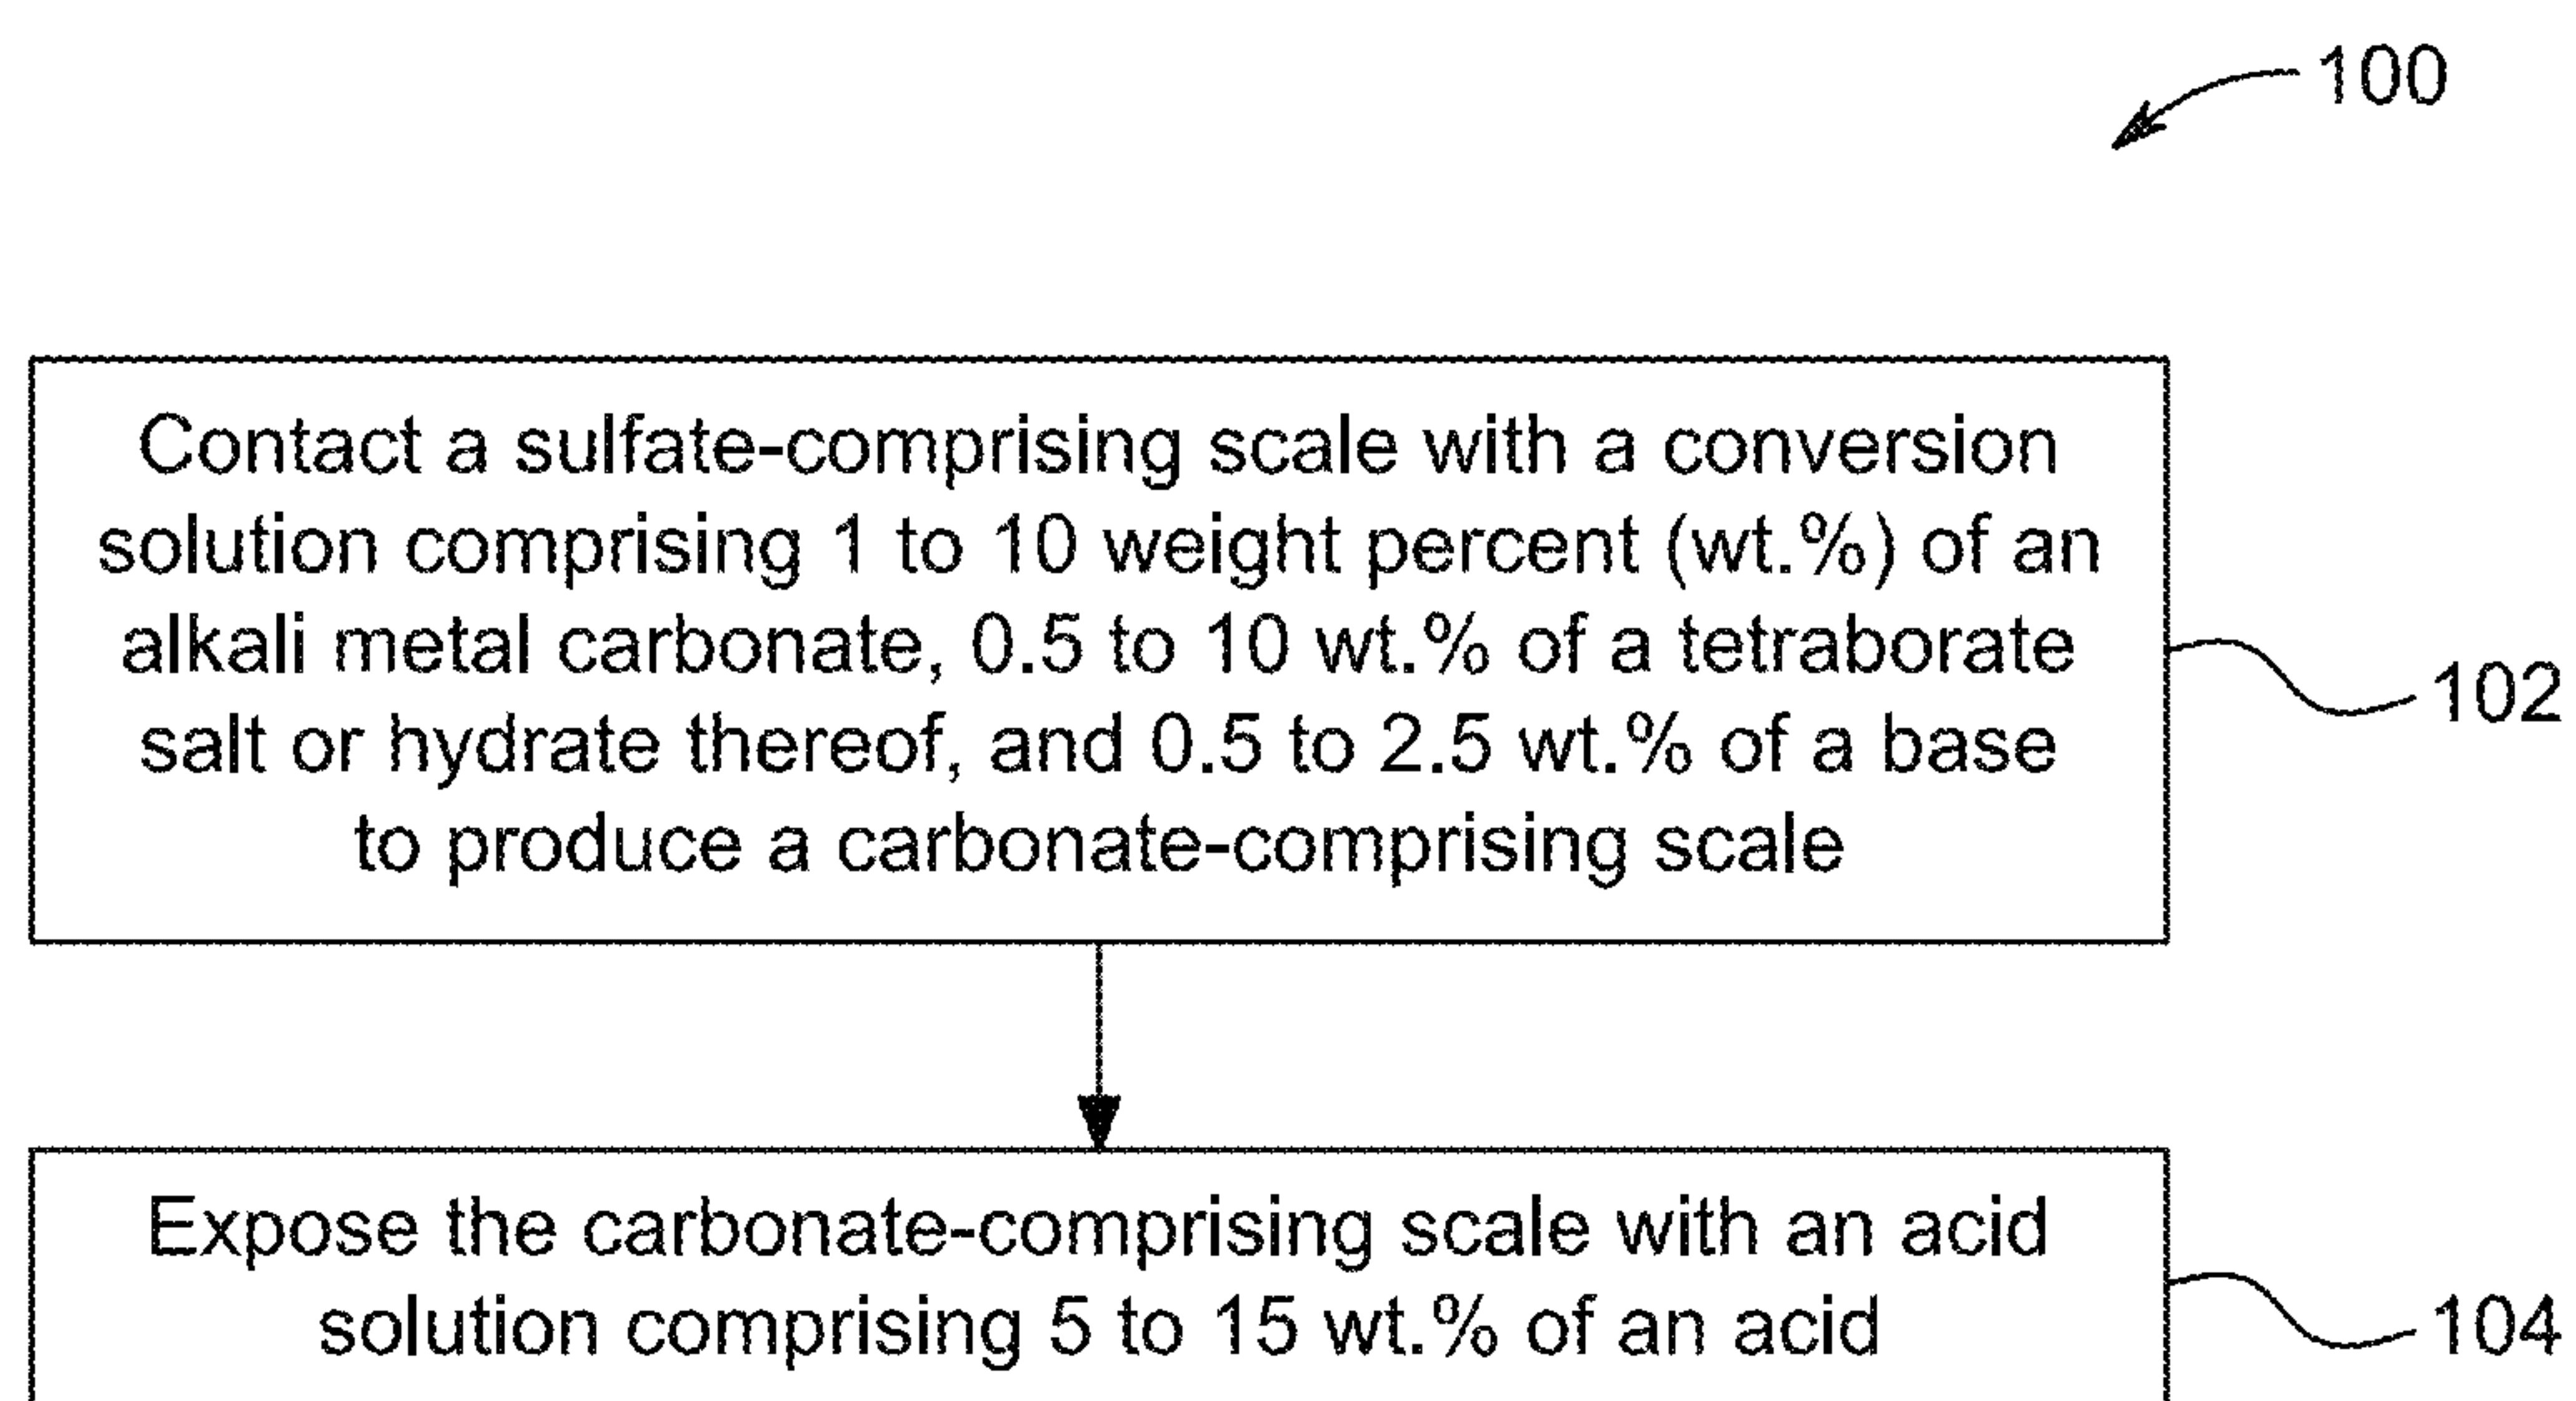 100
Contact a sulfate-comprising scale with a conversion
solution comprising 1 to 10 weight percent (wt.%) of an
alkali metal carbonate, 0.5 to 10 wt.% of a tetraborate
salt or hydrate thereof, and 0.5 to 2.5 wt.% of a base
to produce a carbonate-comprising scale
102
Expose the carbonate-comprising scale with an acid
solution comprising 5 to 15 wt.% of an acid
104